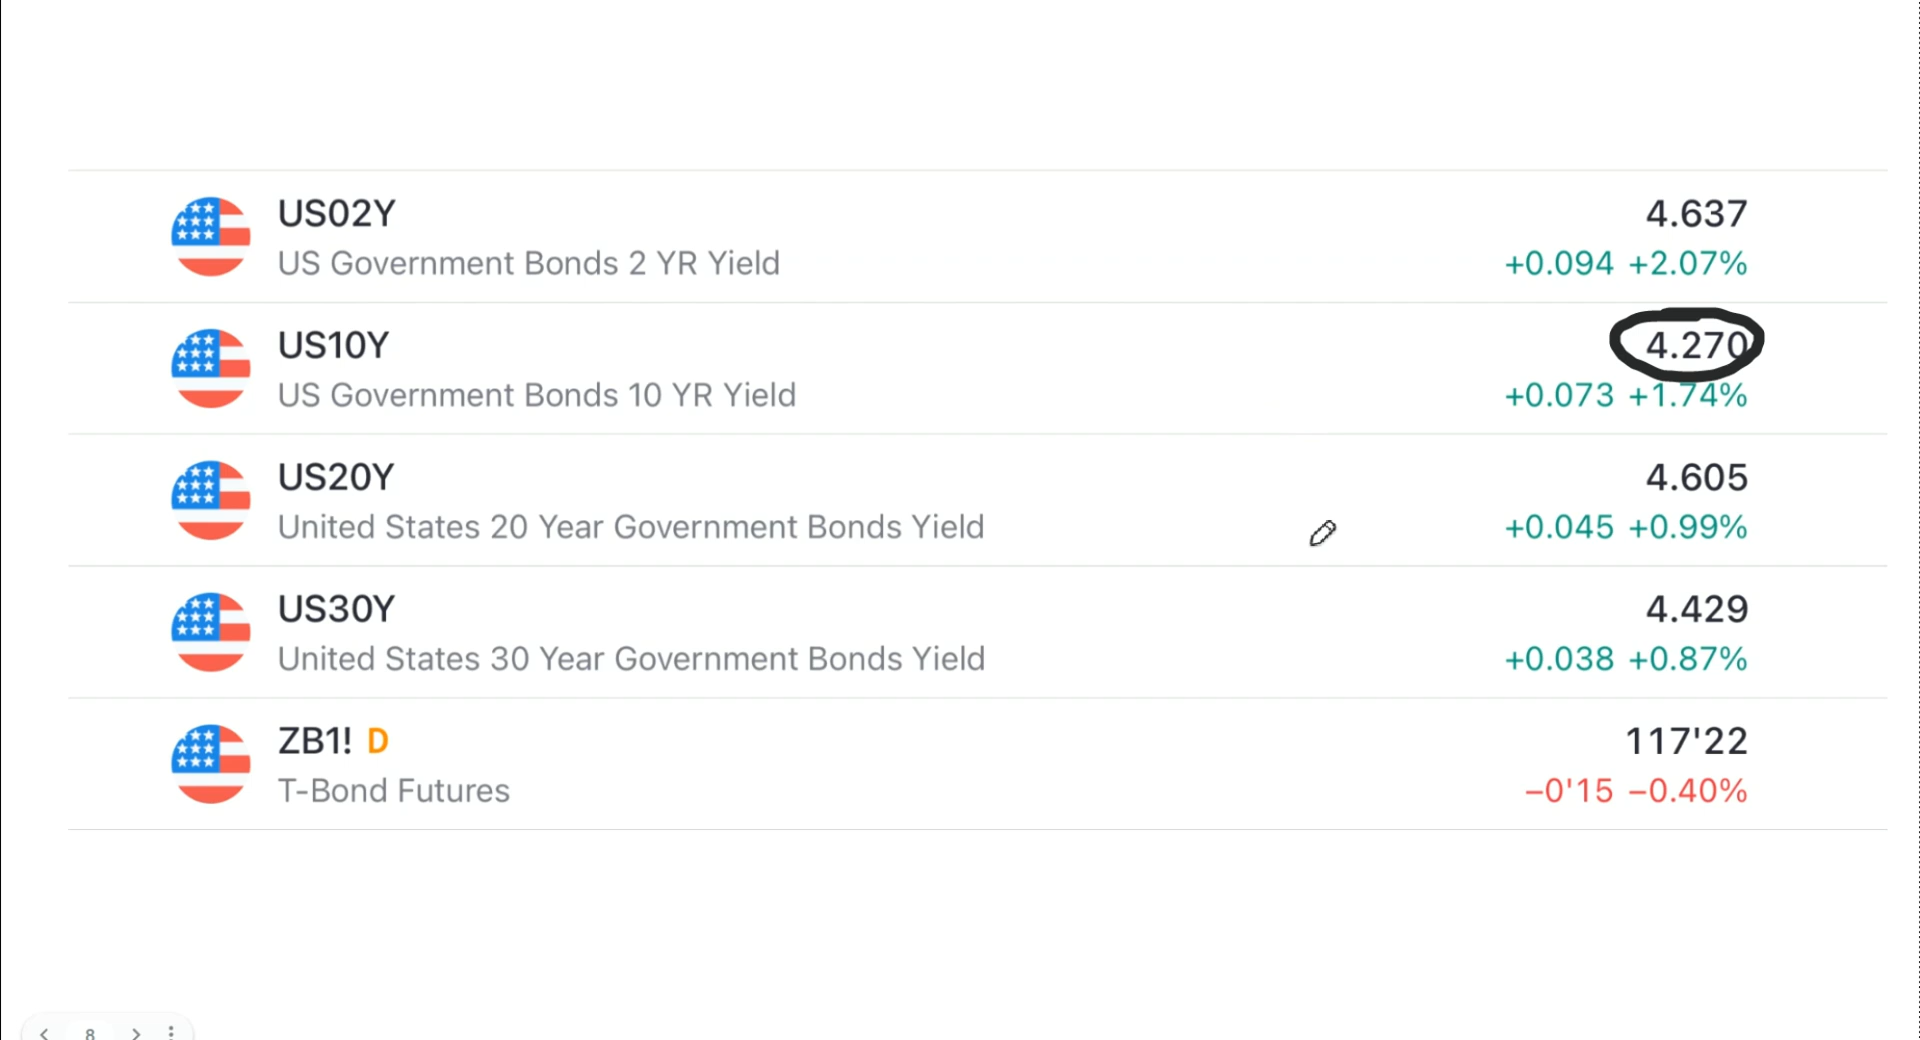 US02Y 4.637
US Government Bonds 2 YR Yield +0.094 +2.07%
US10Y 4.270
US Government Bonds 10 YR Yield +0.073 +1.74%
US20Y 4.605
United States 20 Year Government Bonds Yield +0.045 +0.99%
US30Y 4.429
United States 30 Year Government Bonds Yield +0.038 +0.87%
ZB1! D 117'22
T-Bond Futures −0'15 −0.40%
8